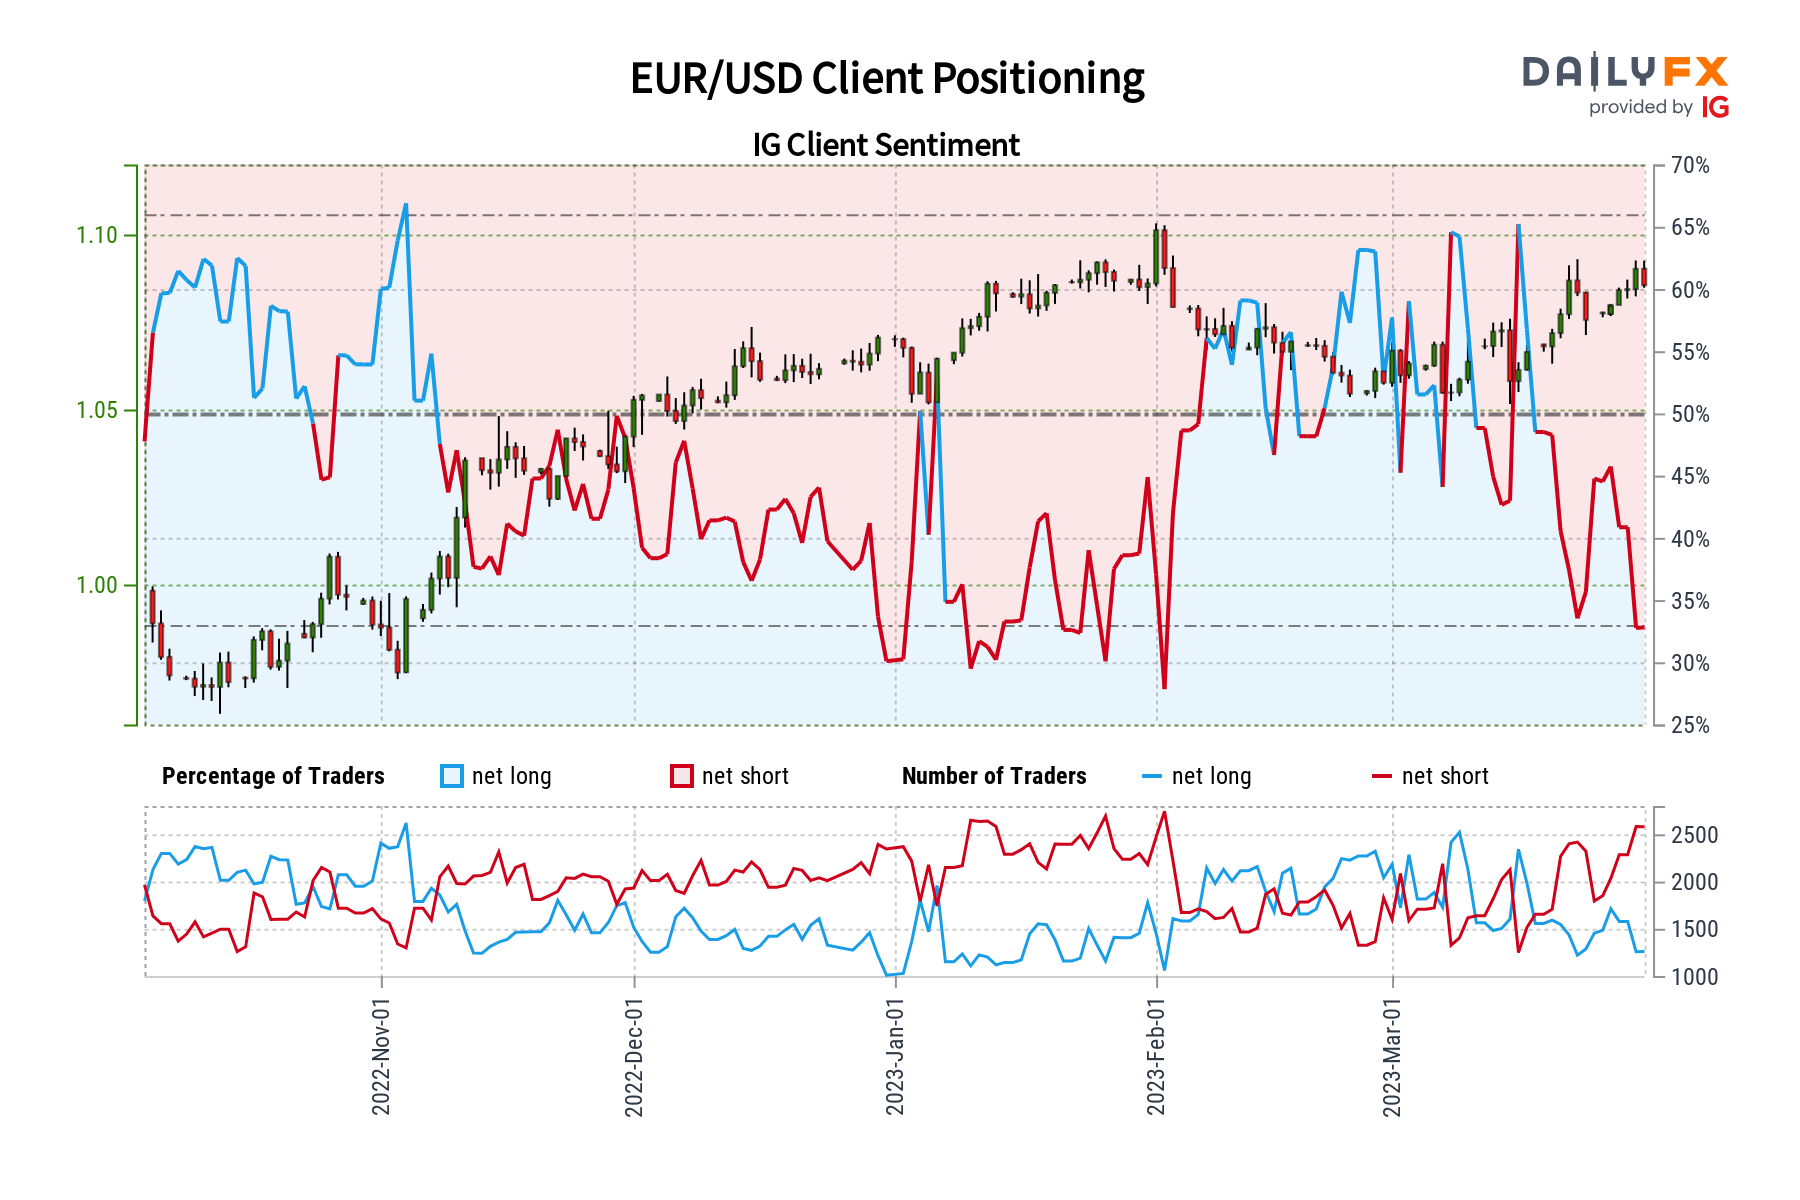 EUR/USD Client Positioning
DAILYFX
provided by IG
IG Client Sentiment
1.10
1.05
1.00
70%
65%
60%
55%
50%
45%
40%
35%
30%
25%
Percentage of Traders net long net short Number of Traders net long net short
2500
2000
1500
1000
2022-Nov-01
2022-Dec-01
2023-Jan-01
2023-Feb-01
2023-Mar-01